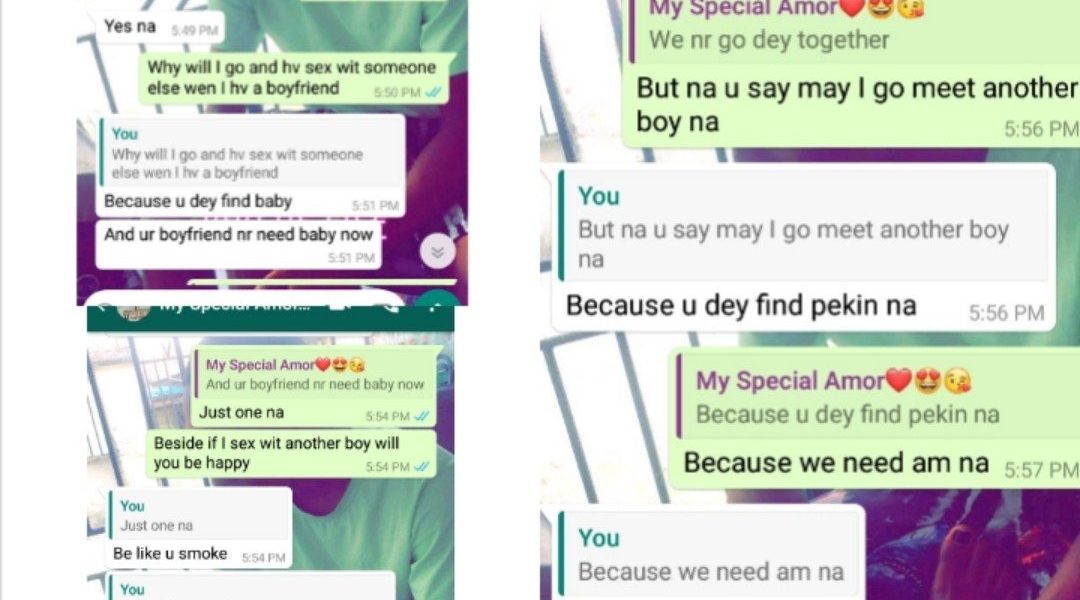 Yes na 5:49 PM
Why will I go and hv sex wit someone
else wen I hv a boyfriend 5:50 PM
You
Why will I go and hv sex wit someone
else wen I hv a boyfriend
Because u dey find baby 5:51 PM
And ur boyfriend nr need baby now
5:51 PM
My Special Amor...
My Special Amor❤️😍😘
And ur boyfriend nr need baby now
Just one na 5:54 PM
Beside if I sex wit another boy will
you be happy 5:54 PM
You
Just one na
Be like u smoke 5:54 PM
You
My Special Amor❤️😍😘
We nr go dey together
But na u say may I go meet another
boy na 5:56 PM
You
But na u say may I go meet another boy
na
Because u dey find pekin na 5:56 PM
My Special Amor❤️😍😘
Because u dey find pekin na
Because we need am na 5:57 PM
You
Because we need am na